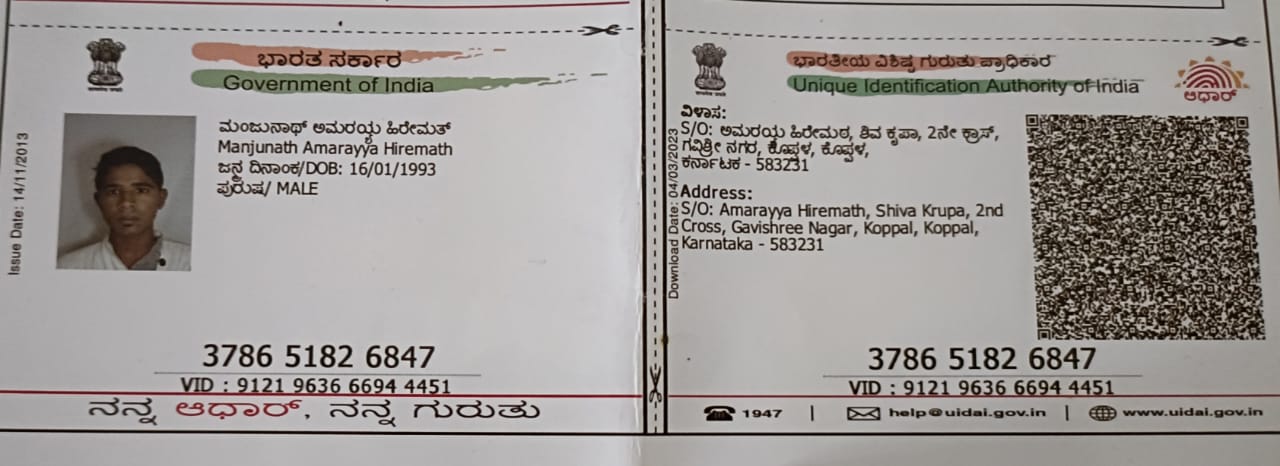 ಭಾರತ ಸರ್ಕಾರ
Government of India
Issue Date: 14/11/2013
ಮಂಜುನಾಥ್ ಅಮರಯ್ಯ ಹಿರೇಮತ್
Manjunath Amarayya Hiremath
ಜನ್ಮ ದಿನಾಂಕ/DOB: 16/01/1993
ಪುರುಷ/ MALE
3786 5182 6847
VID : 9121 9636 6694 4451
ನನ್ನ ಆಧಾರ್, ನನ್ನ ಗುರುತು
ಭಾರತೀಯ ವಿಶಿಷ್ಟ ಗುರುತು ಪ್ರಾಧಿಕಾರ
Unique Identification Authority of India
ಆಧಾರ್
Download Date: 04/03/2023
ವಿಳಾಸ:
S/O: ಅಮರಯ್ಯ ಹಿರೇಮಠ, ಶಿವ ಕೃಪಾ, 2ನೇ ಕ್ರಾಸ್,
ಗವಿಶ್ರೀ ನಗರ, ಕೊಪ್ಪಳ, ಕೊಪ್ಪಳ,
ಕರ್ನಾಟಕ - 583231
Address:
S/O: Amarayya Hiremath, Shiva Krupa, 2nd
Cross, Gavishree Nagar, Koppal, Koppal,
Karnataka - 583231
3786 5182 6847
VID : 9121 9636 6694 4451
1947 | help@uidai.gov.in | www.uidai.gov.in